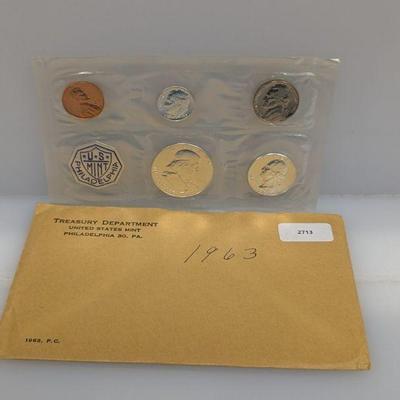 U.S.
MINT
PHILADELPHIA
TREASURY DEPARTMENT
UNITED STATES MINT
PHILADELPHIA 30, PA.
1963
2713
1963, P.C.